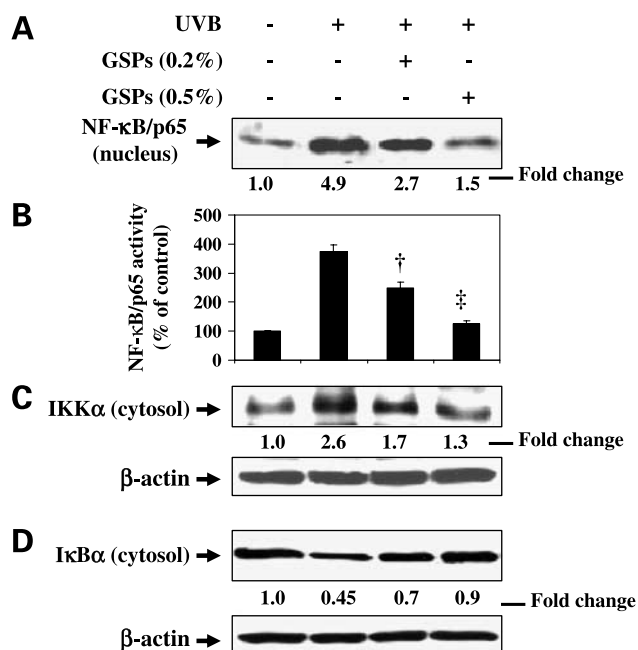 A
UVB - + + +
GSPs (0.2%) - - + -
GSPs (0.5%) - - - +
NF-κB/p65
(nucleus)
1.0 4.9 2.7 1.5 Fold change
B
NF-κB/p65 activity
(% of control)
500
400
300
200
100
0
†
‡
C
IKKα (cytosol)
1.0 2.6 1.7 1.3 Fold change
β-actin
D
IκBα (cytosol)
1.0 0.45 0.7 0.9 Fold change
β-actin